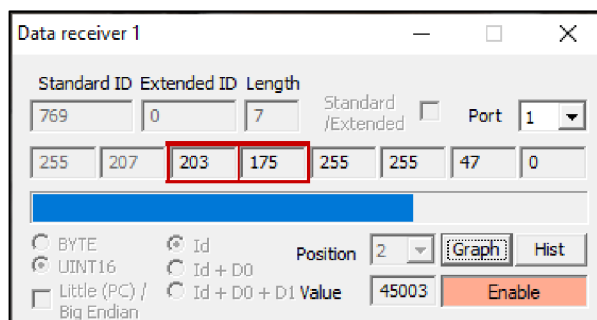 Data receiver 1
Standard ID Extended ID Length
769 0 7 Standard /Extended Port 1
255 207 203 175 255 255 47 0
BYTE Id Position 2 Graph Hist
UINT16 Id + D0
Little (PC) / Big Endian Id + D0 + D1 Value 45003 Enable